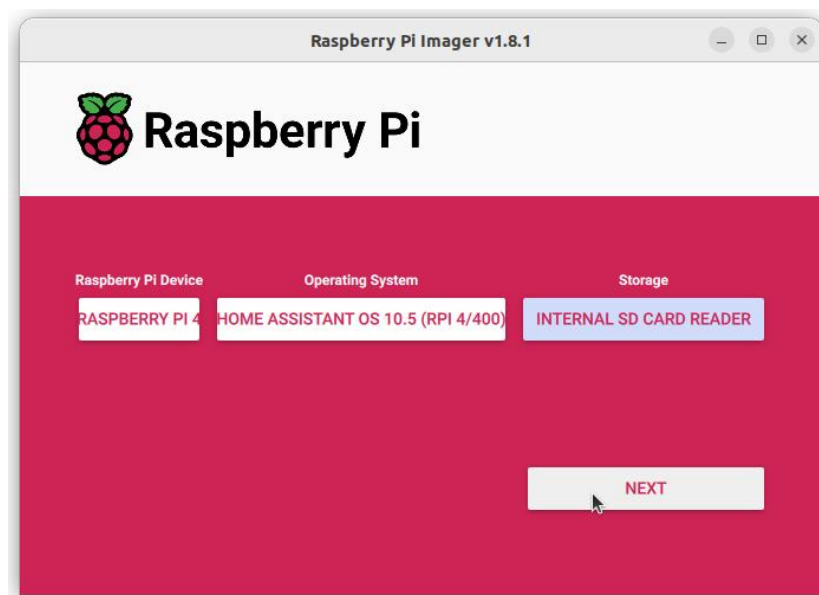 Raspberry Pi Imager v1.8.1
Raspberry Pi
Raspberry Pi Device
Operating System
Storage
RASPBERRY PI 4
HOME ASSISTANT OS 10.5 (RPI 4/400)
INTERNAL SD CARD READER
NEXT